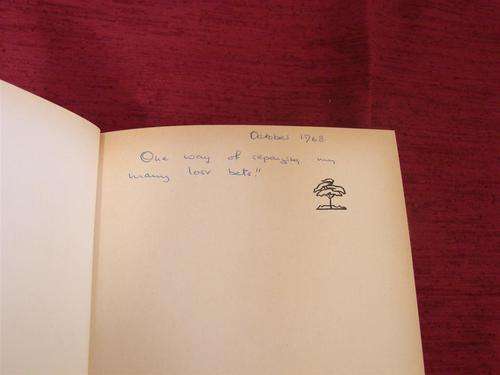 October 1968
One way of repaying my
many lost bets!!